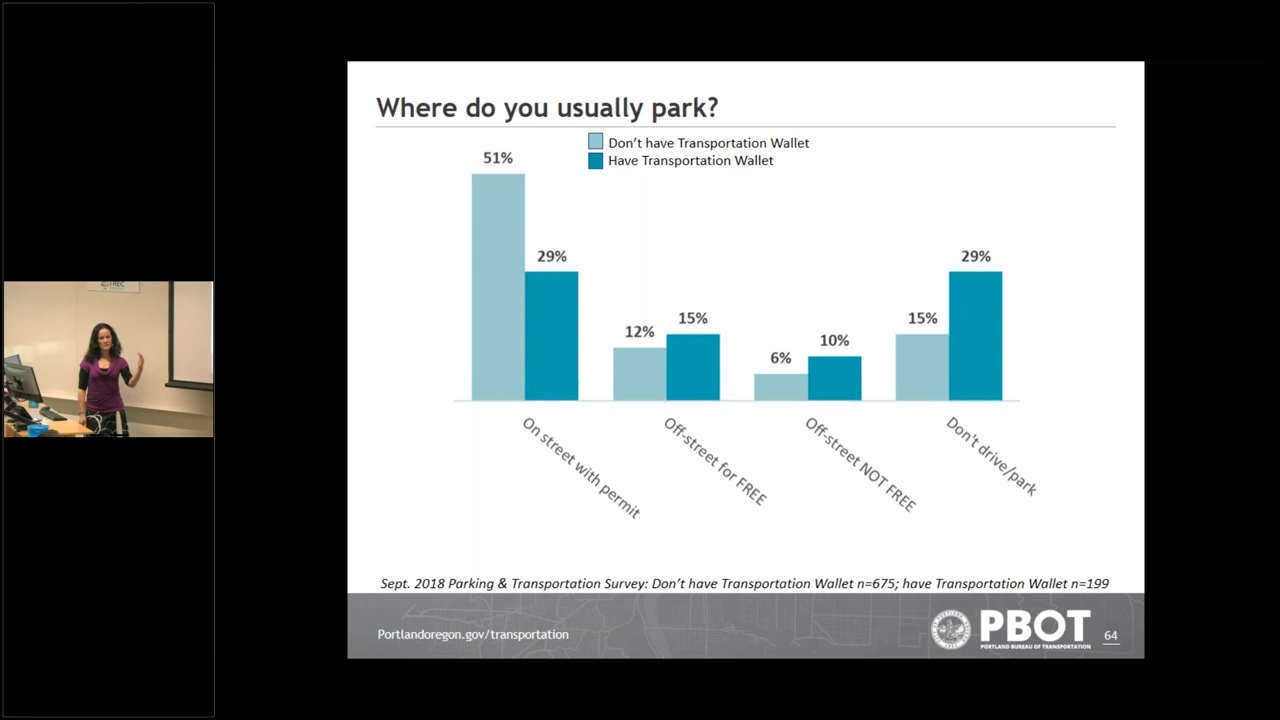 Where do you usually park?
Don't have Transportation Wallet
Have Transportation Wallet
51%
29%
12%
15%
6%
10%
15%
29%
On street with permit
Off-street for FREE
Off-street NOT FREE
Don't drive/park
Sept. 2018 Parking & Transportation Survey: Don't have Transportation Wallet n=675; have Transportation Wallet n=199
Portlandoregon.gov/transportation
PBOT
PORTLAND BUREAU OF TRANSPORTATION
64
TREC